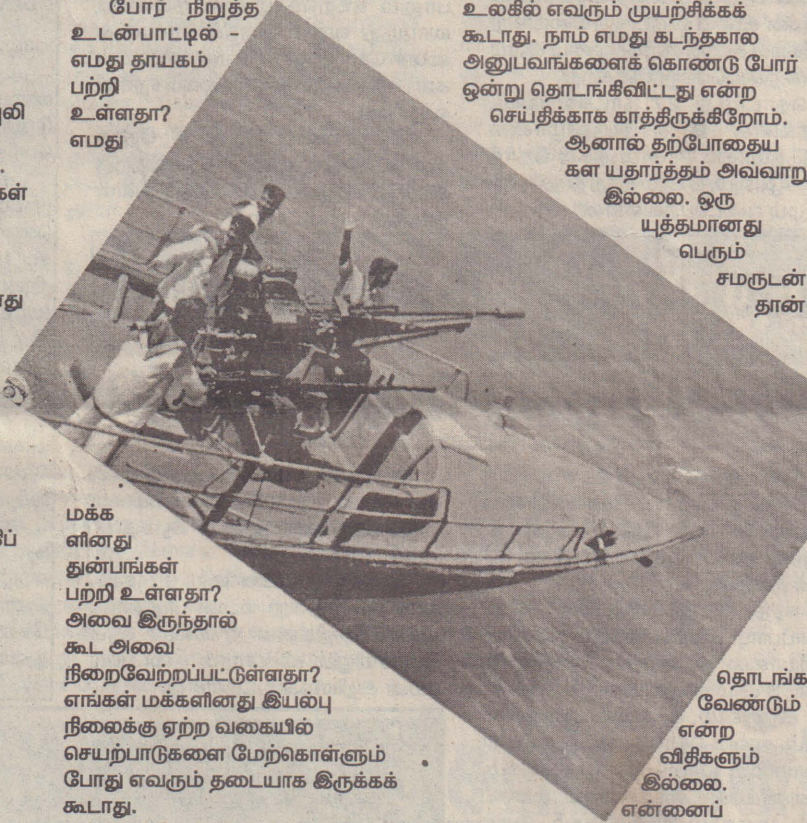 போர் நிறுத்த
உடன்பாட்டில் –
எமது தாயகம்
பற்றி
உள்ளதா?
எமது
மக்க
ளினது
துன்பங்கள்
பற்றி உள்ளதா?
அவை இருந்தால்
கூட அவை
நிறைவேற்றப்பட்டுள்ளதா?
எங்கள் மக்களினது இயல்பு
நிலைக்கு ஏற்ற வகையில்
செயற்பாடுகளை மேற்கொள்ளும்
போது எவரும் தடையாக இருக்கக்
கூடாது.
உலகில் எவரும் முயற்சிக்கக்
கூடாது. நாம் எமது கடந்தகால
அனுபவங்களைக் கொண்டு போர்
ஒன்று தொடங்கிவிட்டது என்ற
செய்திக்காக காத்திருக்கிறோம்.
ஆனால் தற்போதைய
கள யதார்த்தம் அவ்வாறு
இல்லை. ஒரு
யுத்தமானது
பெரும்
சமருடன்
தான்
தொடங்க
வேண்டும்
என்ற
விதிகளும்
இல்லை.
என்னைப்